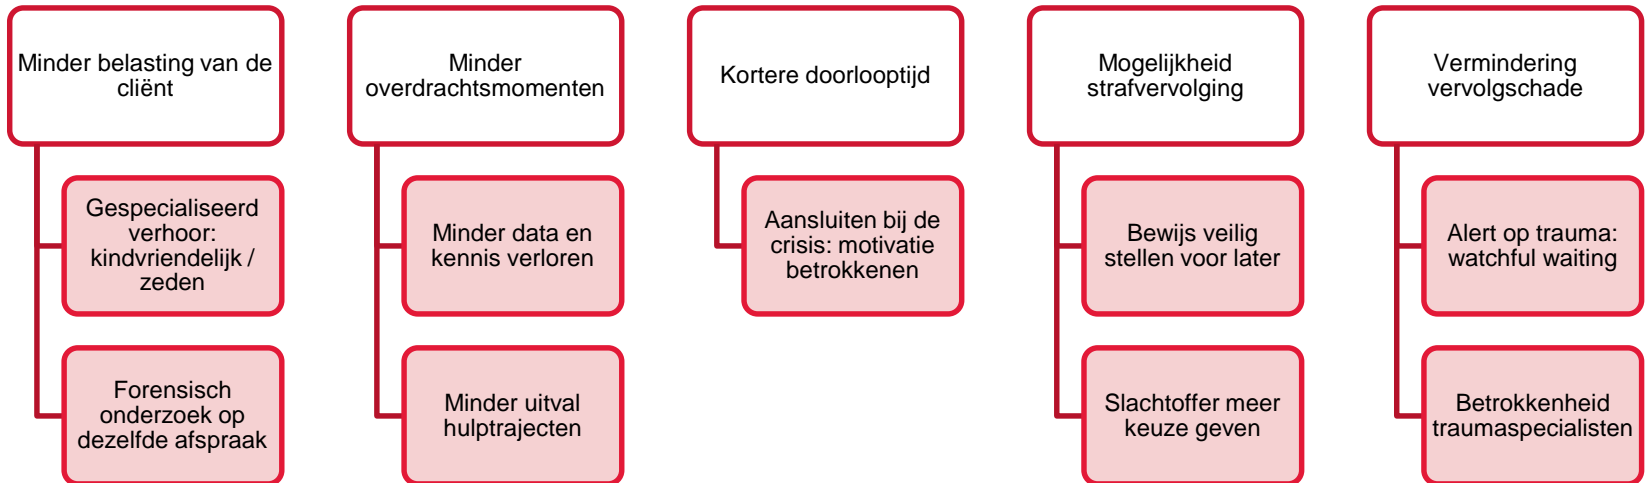 Minder belasting van de
cliënt
Gespecialiseerd
verhoor:
kindvriendelijk /
zeden
Forensisch
onderzoek op
dezelfde afspraak
Minder
overdrachtsmomenten
Minder data en
kennis verloren
Minder uitval
hulptrajecten
Kortere doorlooptijd
Aansluiten bij de
crisis: motivatie
betrokkenen
Mogelijkheid
strafvervolging
Bewijs veilig
stellen voor later
Slachtoffer meer
keuze geven
Vermindering
vervolgschade
Alert op trauma:
watchful waiting
Betrokkenheid
traumaspecialisten